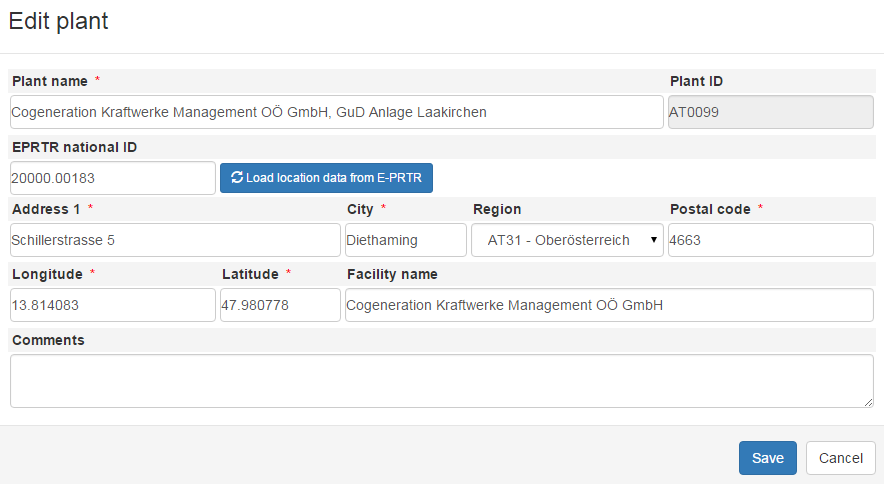 Edit plant
Plant name * Plant ID
Cogeneration Kraftwerke Management OÖ GmbH, GuD Anlage Laakirchen AT0099
EPRTR national ID
20000.00183 Load location data from E-PRTR
Address 1 * City * Region Postal code *
Schillerstrasse 5 Diethaming AT31 - Oberösterreich 4663
Longitude * Latitude * Facility name
13.814083 47.980778 Cogeneration Kraftwerke Management OÖ GmbH
Comments
Save Cancel